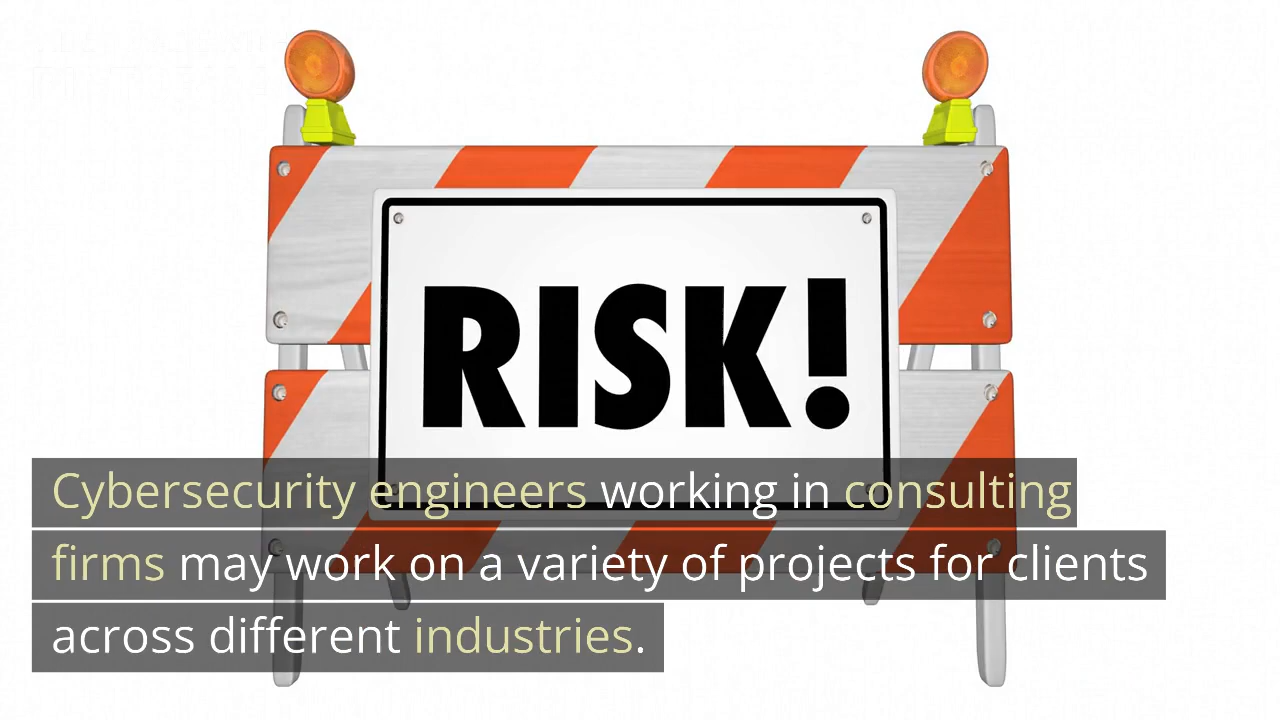 RISK!
Cybersecurity engineers working in consulting
firms may work on a variety of projects for clients
across different industries.